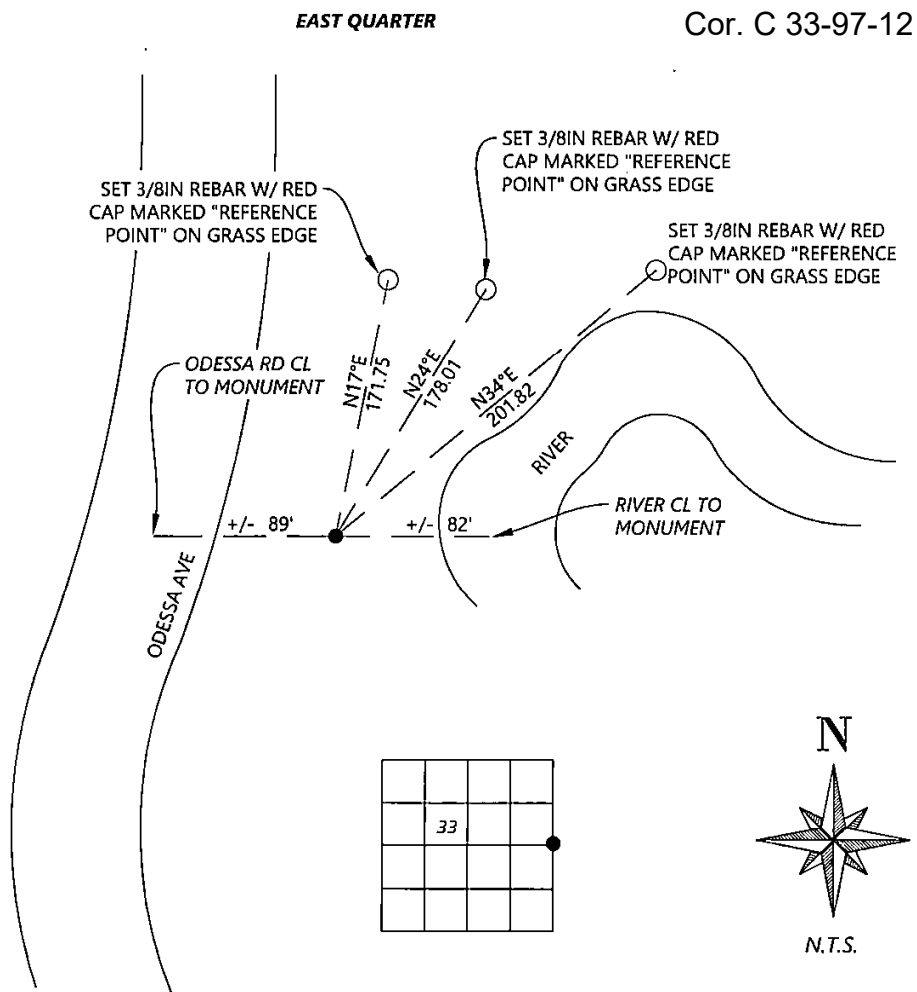 EAST QUARTER
Cor. C 33-97-12
SET 3/8IN REBAR W/ RED
CAP MARKED "REFERENCE
POINT" ON GRASS EDGE
SET 3/8IN REBAR W/ RED
CAP MARKED "REFERENCE
POINT" ON GRASS EDGE
SET 3/8IN REBAR W/ RED
CAP MARKED "REFERENCE
POINT" ON GRASS EDGE
ODESSA RD CL
TO MONUMENT
N17°E
171.75
N24°E
178.01
N34°E
201.82
RIVER
+/- 89'
+/- 82'
RIVER CL TO
MONUMENT
ODESSA AVE
33
N
N.T.S.